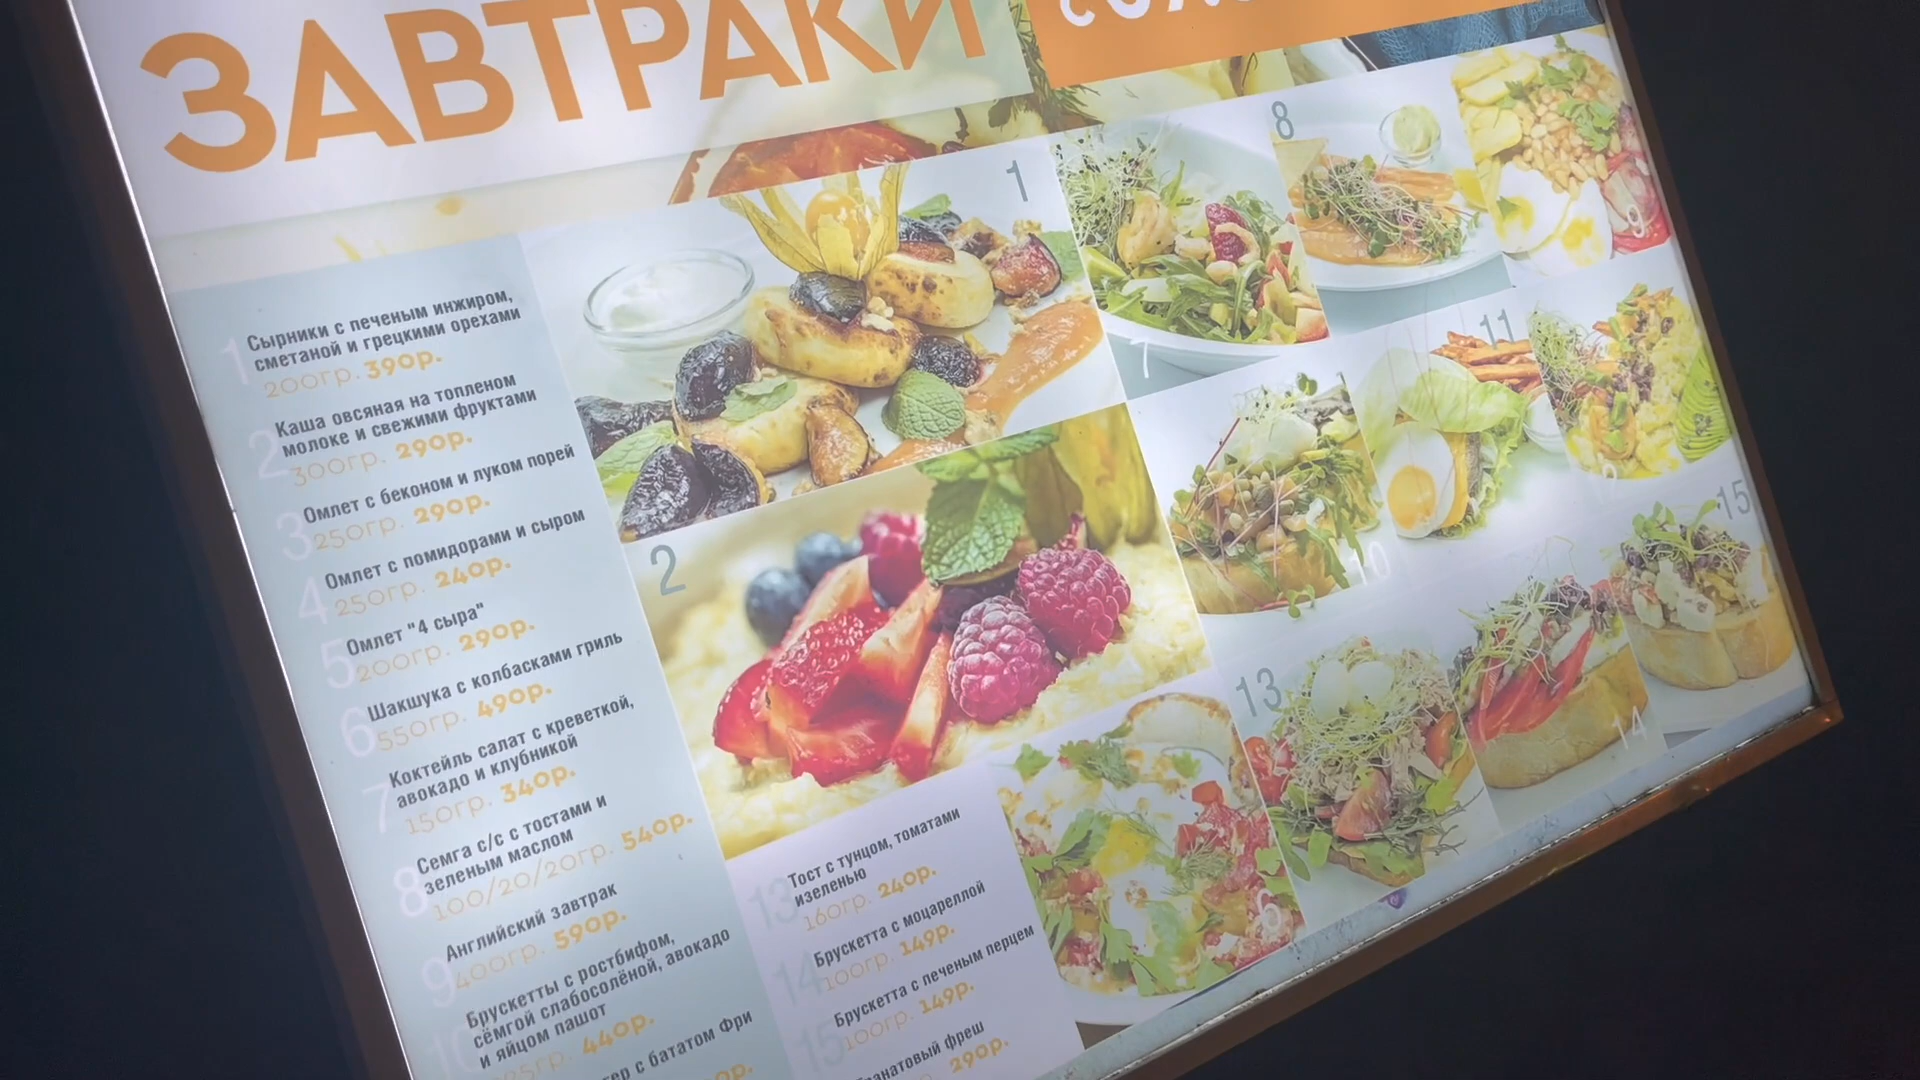 ЗАВТРАКИ
1
Сырники с печеным инжиром,
сметаной и грецкими орехами
200гр. 390р.
2
Каша овсяная на топленом
молоке и свежими фруктами
300гр. 290р.
3
Омлет с беконом и луком порей
250гр. 290р.
4
Омлет с помидорами и сыром
250гр. 240р.
5
Омлет "4 сыра"
200гр. 290р.
6
Шакшука с колбасками гриль
550гр. 490р.
7
Коктейль салат с креветкой,
авокадо и клубникой
150гр. 340р.
8
Семга с/с с тостами и
зеленым маслом
100/20/20гр. 540р.
9
Английский завтрак
400гр. 590р.
10
Брускетты с ростбифом,
сёмгой слабосолёной, авокадо
и яйцом пашот
440р.
с бататом Фри
13
Тост с тунцом, томатами
изеленью
160гр. 240р.
14
Брускетта с моцареллой
100гр. 149р.
15
Брускетта с печеным перцем
100гр. 149р.
фреш
290р.
1
2
7
8
9
10
11
13
14
15
6